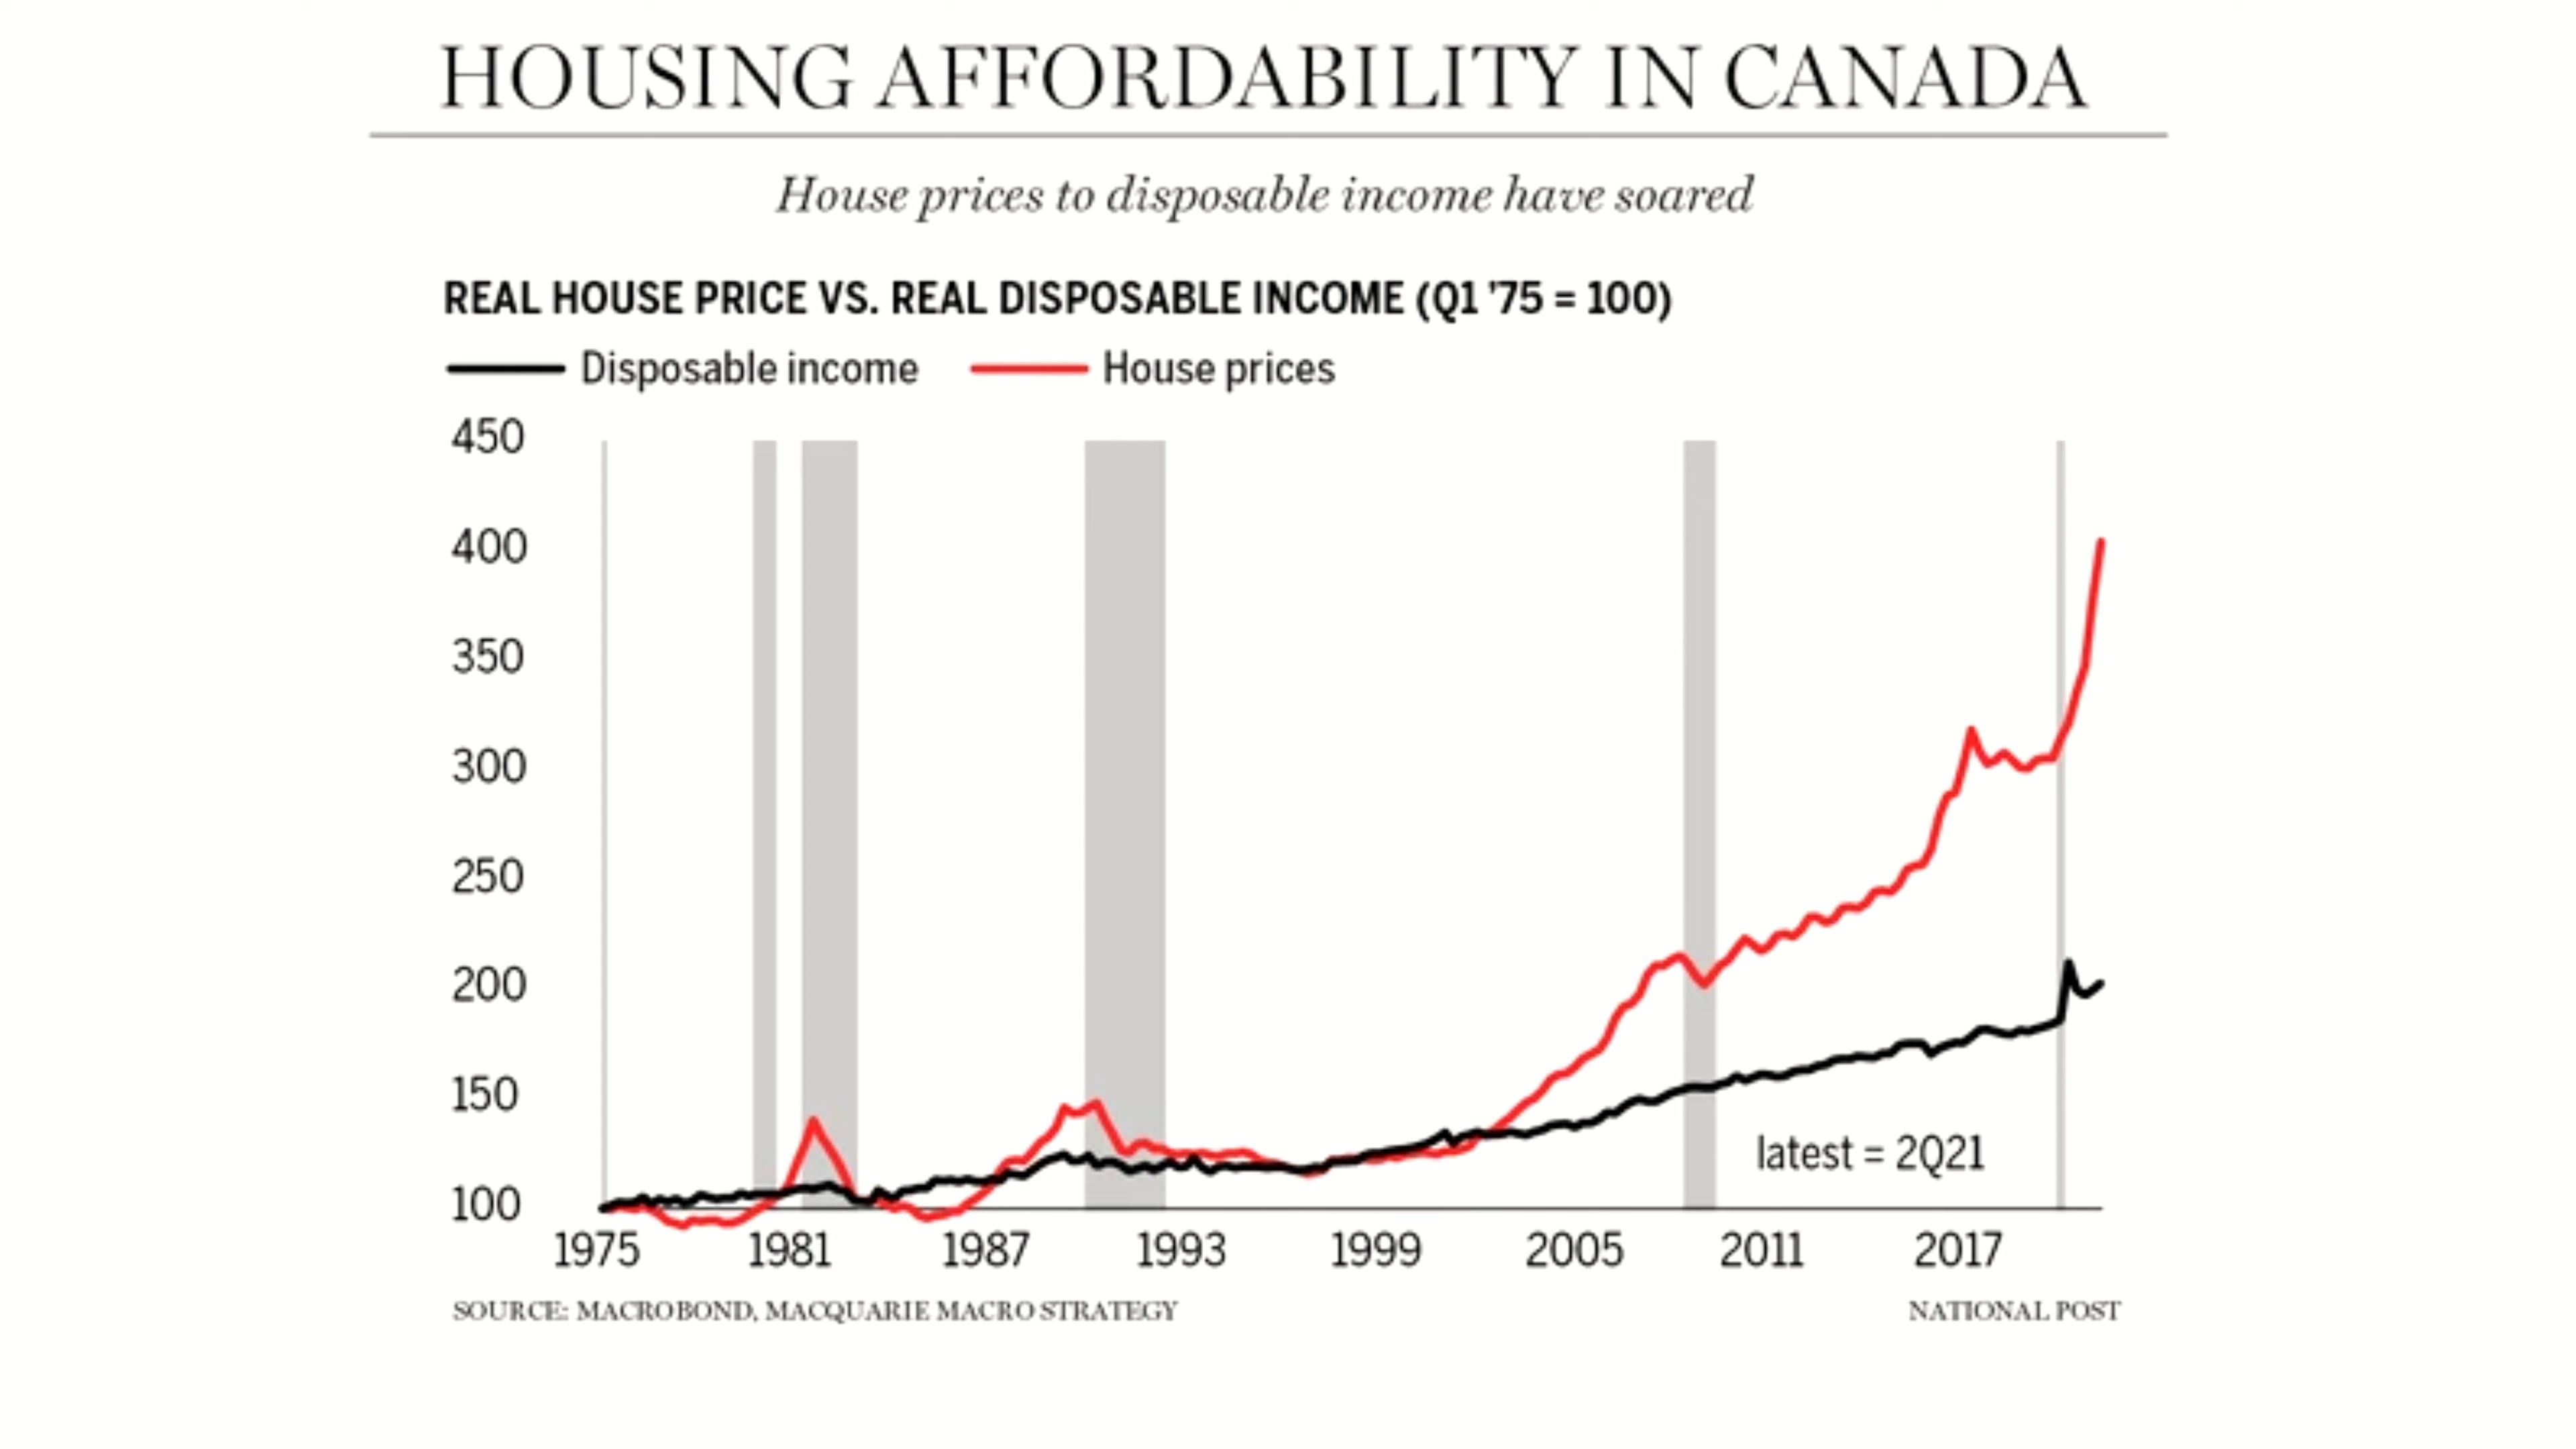 HOUSING AFFORDABILITY IN CANADA
House prices to disposable income have soared
REAL HOUSE PRICE VS. REAL DISPOSABLE INCOME (Q1 ’75 = 100)
Disposable income House prices
450
400
350
300
250
200
150
100
latest = 2Q21
1975 1981 1987 1993 1999 2005 2011 2017
SOURCE: MACROBOND, MACQUARIE MACRO STRATEGY NATIONAL POST